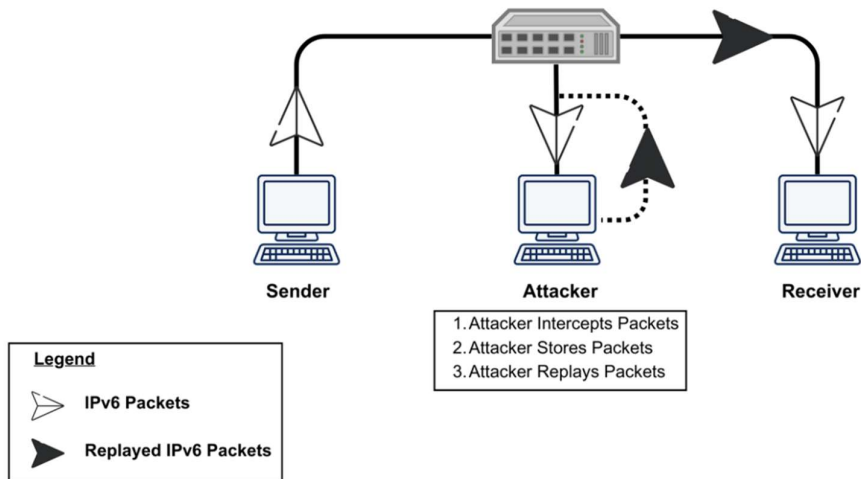 Sender
Attacker
Receiver
1. Attacker Intercepts Packets
2. Attacker Stores Packets
3. Attacker Replays Packets
Legend
IPv6 Packets
Replayed IPv6 Packets